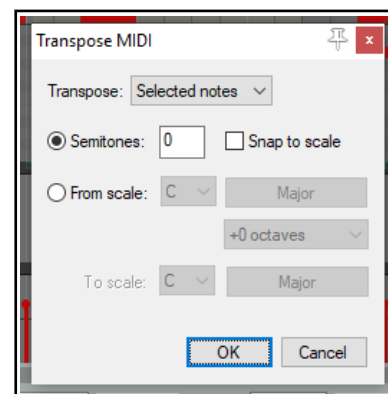 Transpose MIDI
x
Transpose: Selected notes
Semitones: 0 Snap to scale
From scale: C Major
+0 octaves
To scale: C Major
OK Cancel